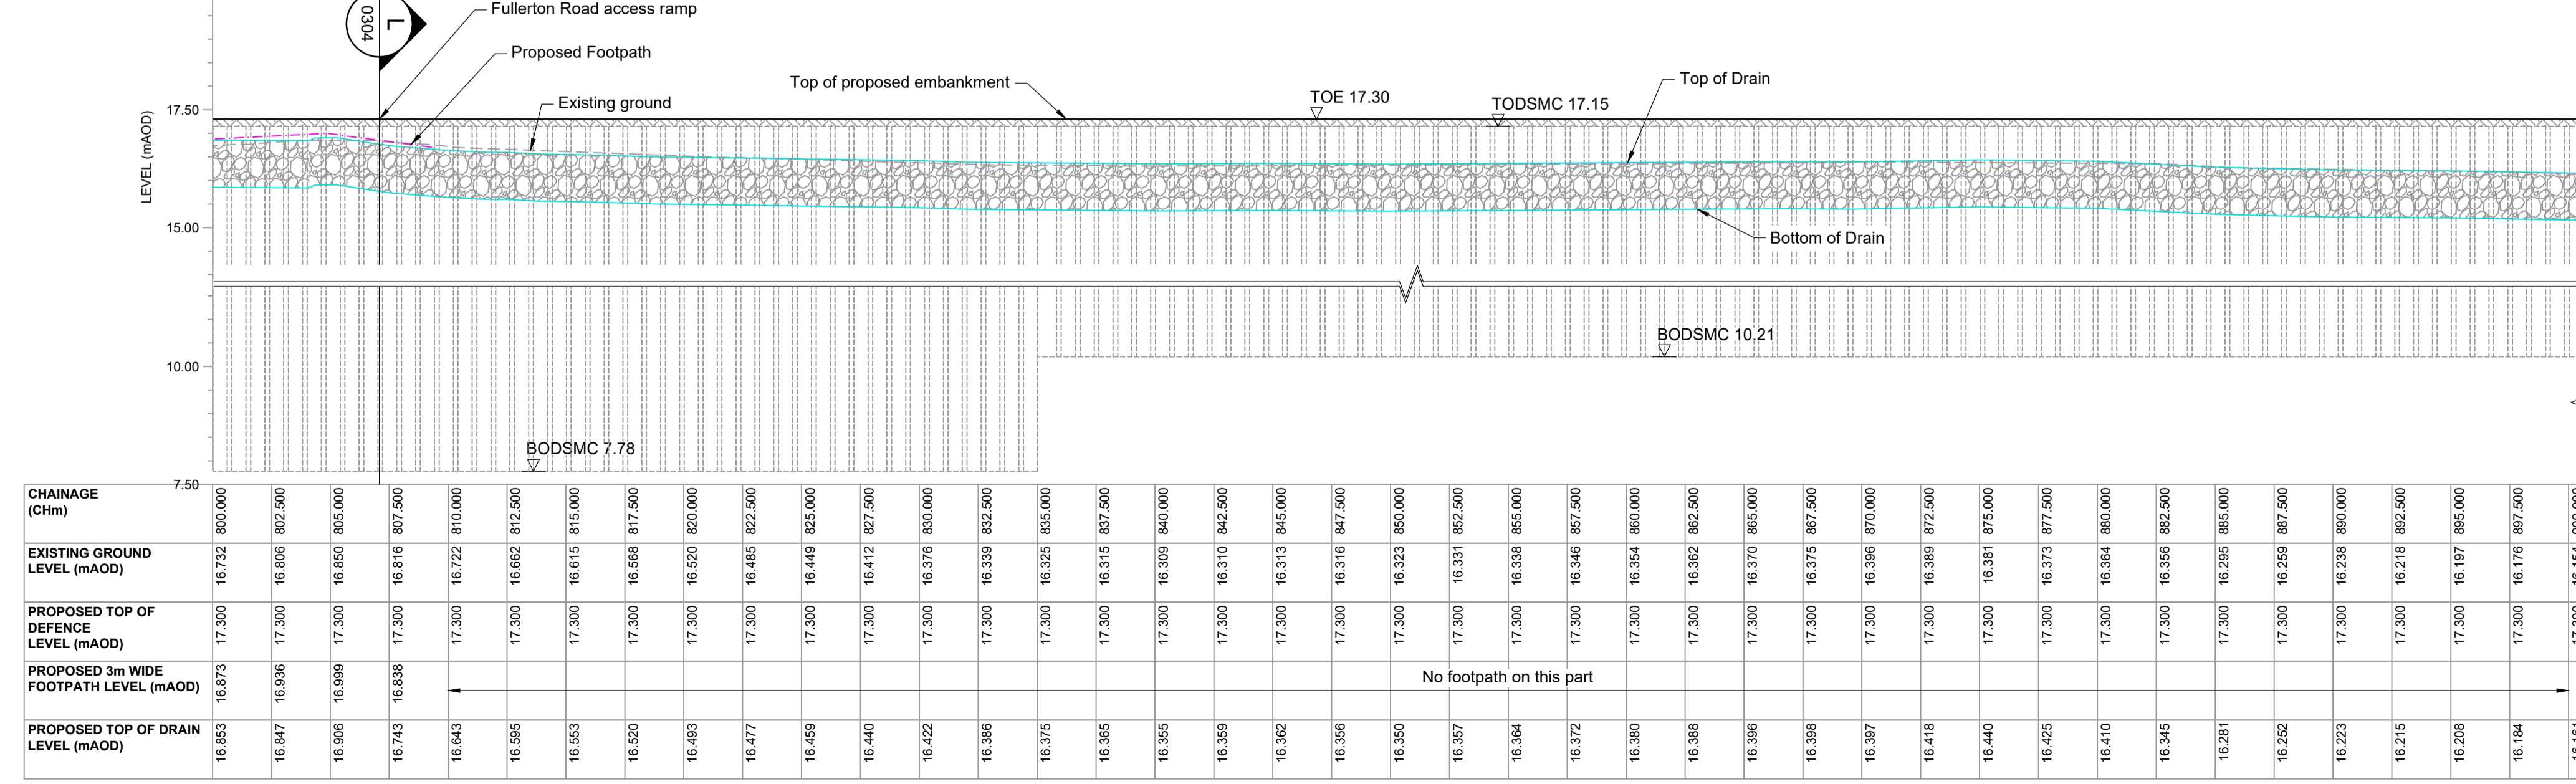 L
0304
Fullerton Road access ramp
Proposed Footpath
Existing ground
Top of proposed embankment
TOE 17.30
TODSMC 17.15
Top of Drain
Bottom of Drain
BODSMC 10.21
BODSMC 7.78
LEVEL (mAOD)
17.50
15.00
10.00
7.50
CHAINAGE
(CHm)
800.000 802.500 805.000 807.500 810.000 812.500 815.000 817.500 820.000 822.500 825.000 827.500 830.000 832.500 835.000 837.500 840.000 842.500 845.000 847.500 850.000 852.500 855.000 857.500 860.000 862.500 865.000 867.500 870.000 872.500 875.000 877.500 880.000 882.500 885.000 887.500 890.000 892.500 895.000 897.500
EXISTING GROUND
LEVEL (mAOD)
16.732 16.806 16.850 16.816 16.722 16.662 16.615 16.568 16.520 16.485 16.449 16.412 16.376 16.339 16.325 16.315 16.309 16.310 16.313 16.316 16.323 16.331 16.338 16.346 16.354 16.362 16.370 16.375 16.396 16.389 16.381 16.373 16.364 16.356 16.295 16.259 16.238 16.218 16.197 16.176
PROPOSED TOP OF
DEFENCE
LEVEL (mAOD)
17.300 17.300 17.300 17.300 17.300 17.300 17.300 17.300 17.300 17.300 17.300 17.300 17.300 17.300 17.300 17.300 17.300 17.300 17.300 17.300 17.300 17.300 17.300 17.300 17.300 17.300 17.300 17.300 17.300 17.300 17.300 17.300 17.300 17.300 17.300 17.300 17.300 17.300 17.300 17.300
PROPOSED 3m WIDE
FOOTPATH LEVEL (mAOD)
16.873 16.936 16.999 16.838
No footpath on this part
PROPOSED TOP OF DRAIN
LEVEL (mAOD)
16.853 16.847 16.906 16.743 16.643 16.595 16.553 16.520 16.493 16.477 16.459 16.440 16.422 16.386 16.375 16.365 16.355 16.359 16.362 16.356 16.350 16.357 16.364 16.372 16.380 16.388 16.396 16.398 16.397 16.418 16.440 16.425 16.410 16.345 16.281 16.252 16.223 16.215 16.208 16.184